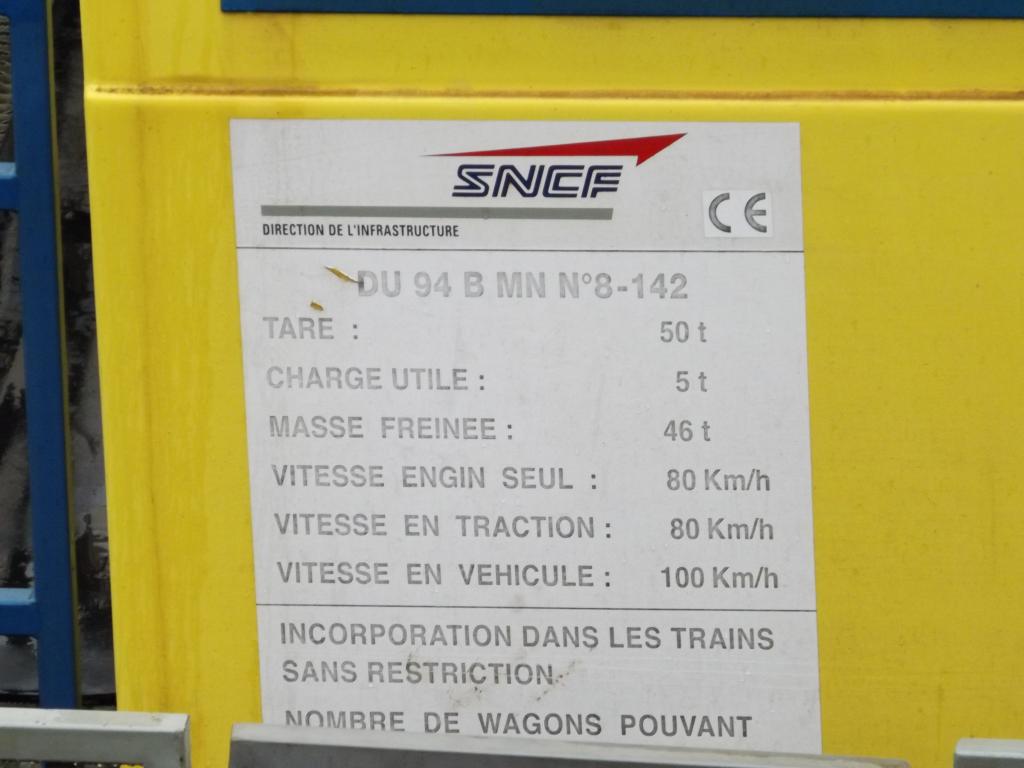 SNCF
CE
DIRECTION DE L'INFRASTRUCTURE
DU 94 B MN N°8-142
TARE : 50 t
CHARGE UTILE : 5 t
MASSE FREINEE : 46 t
VITESSE ENGIN SEUL : 80 Km/h
VITESSE EN TRACTION : 80 Km/h
VITESSE EN VEHICULE : 100 Km/h
INCORPORATION DANS LES TRAINS
SANS RESTRICTION
NOMBRE DE WAGONS POUVANT